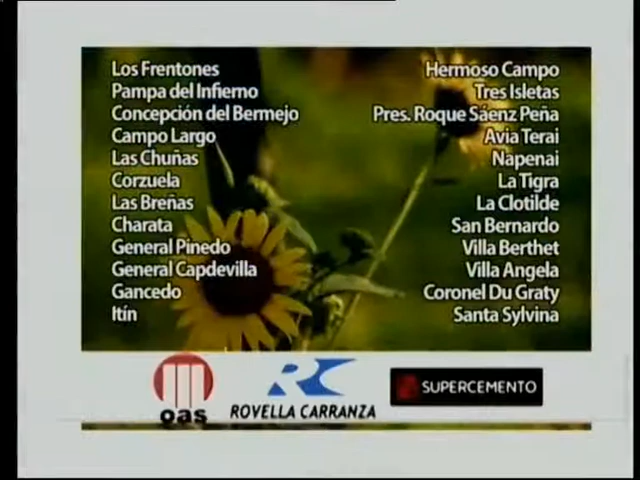 Los Frentones
Pampa del Infierno
Concepción del Bermejo
Campo Largo
Las Chuñas
Corzuela
Las Breñas
Charata
General Pinedo
General Capdevilla
Gancedo
Itín
Hermoso Campo
Tres Isletas
Pres. Roque Sáenz Peña
Avia Terai
Napenai
La Tigra
La Clotilde
San Bernardo
Villa Berthet
Villa Angela
Coronel Du Graty
Santa Sylvina
oas
RC
ROVELLA CARRANZA
SUPERCEMENTO